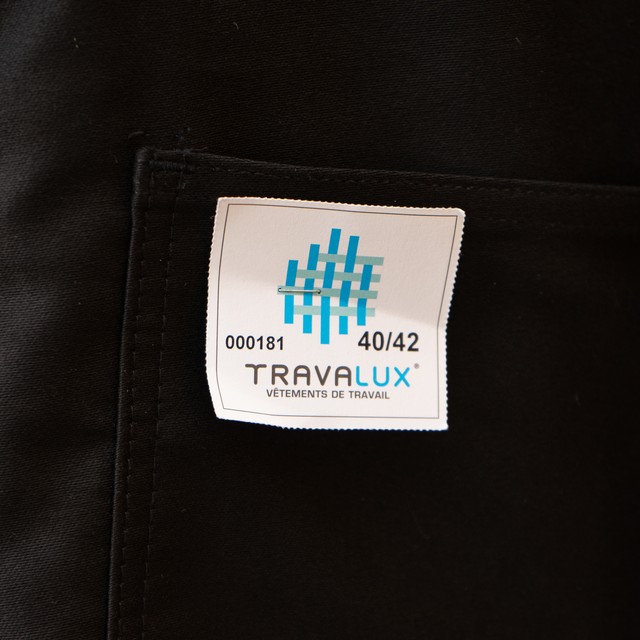 000181 40/42
TRAVALUX®
VÊTEMENTS DE TRAVAIL